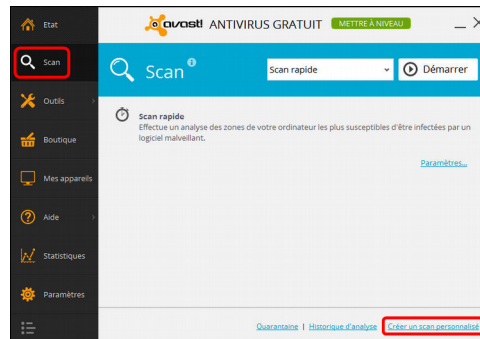 Etat
avast! ANTIVIRUS GRATUIT METTRE À NIVEAU
Scan
Scan
Scan rapide
Démarrer
Outils
Scan rapide
Effectue un analyse des zones de votre ordinateur les plus susceptibles d'être infectées par un
logiciel malveillant.
Boutique
Paramètres...
Mes appareils
Aide
Statistiques
Paramètres
Quarantaine | Historique d'analyse Créer un scan personnalisé